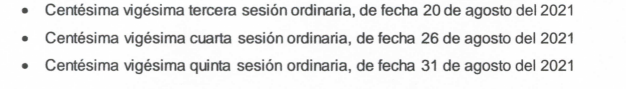 • Centésima vigésima tercera sesión ordinaria, de fecha 20 de agosto del 2021
• Centésima vigésima cuarta sesión ordinaria, de fecha 26 de agosto del 2021
• Centésima vigésima quinta sesión ordinaria, de fecha 31 de agosto del 2021